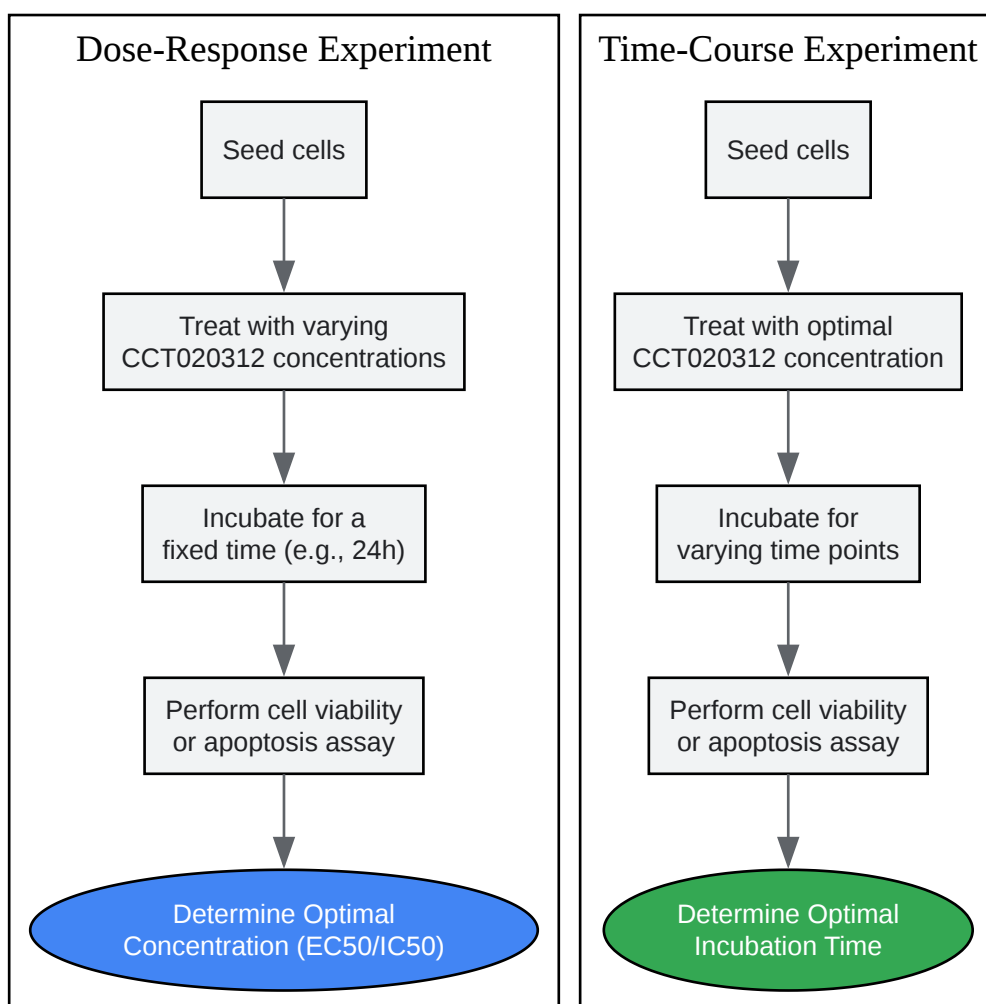 Dose-Response Experiment
Seed cells
Treat with varying
CCT020312 concentrations
Incubate for a
fixed time (e.g., 24h)
Perform cell viability
or apoptosis assay
Determine Optimal
Concentration (EC50/IC50)
Time-Course Experiment
Seed cells
Treat with optimal
CCT020312 concentration
Incubate for
varying time points
Perform cell viability
or apoptosis assay
Determine Optimal
Incubation Time